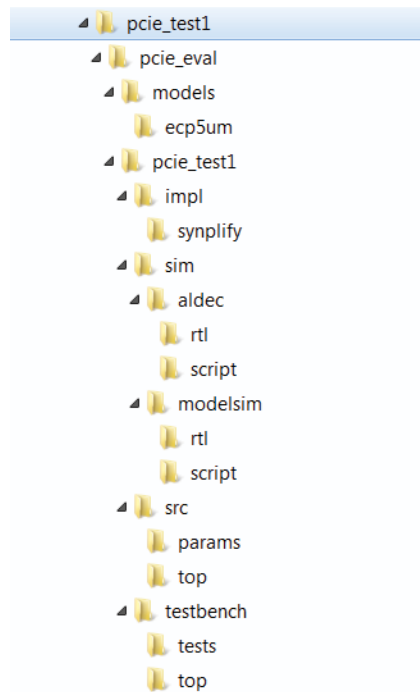 pcie_test1
pcie_eval
models
ecp5um
pcie_test1
impl
synplify
sim
aldec
rtl
script
modelsim
rtl
script
src
params
top
testbench
tests
top